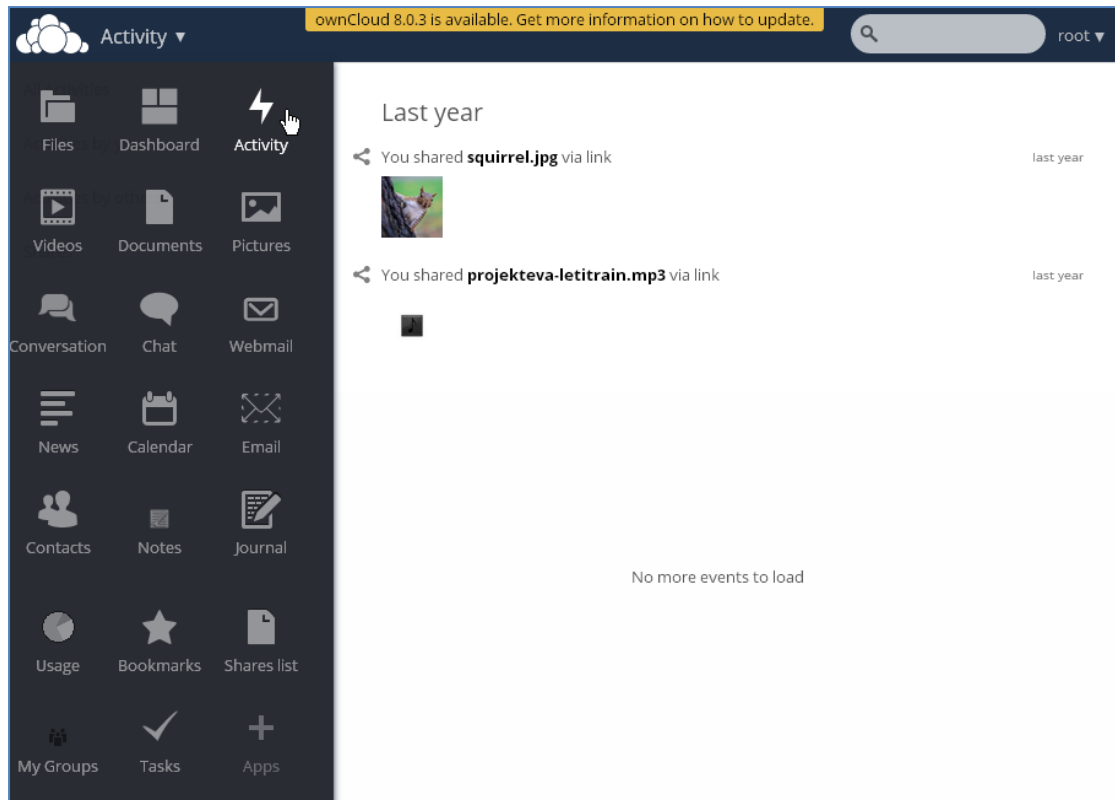 ownCloud 8.0.3 is available. Get more information on how to update.
Activity ▾
root ▾
Files Dashboard Activity
Videos Documents Pictures
Conversation Chat Webmail
News Calendar Email
Contacts Notes Journal
Usage Bookmarks Shares list
My Groups Tasks Apps
Last year
You shared squirrel.jpg via link last year
You shared projekteva-letitrain.mp3 via link last year
No more events to load